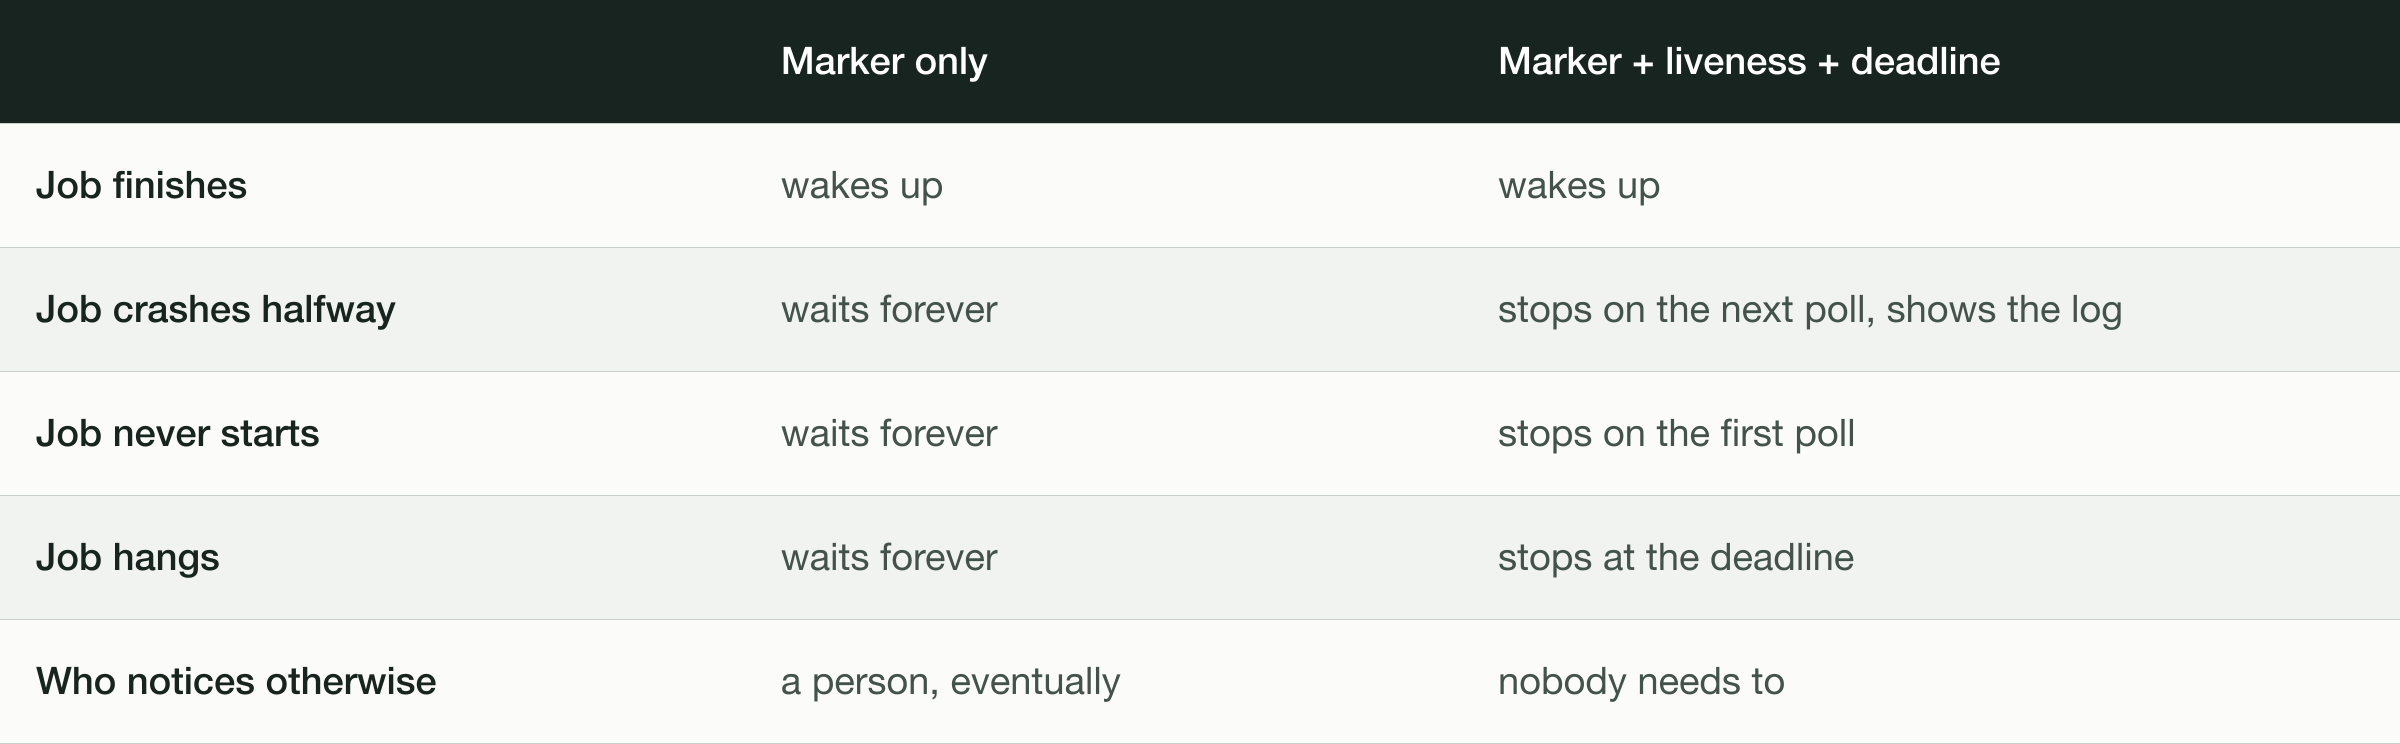 Marker only Marker + liveness + deadline
Job finishes wakes up wakes up
Job crashes halfway waits forever stops on the next poll, shows the log
Job never starts waits forever stops on the first poll
Job hangs waits forever stops at the deadline
Who notices otherwise a person, eventually nobody needs to